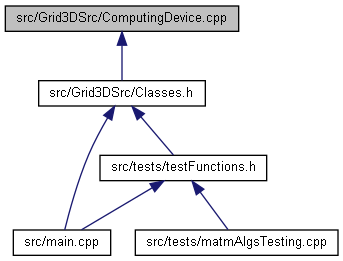 src/Grid3DSrc/ComputingDevice.cpp
src/Grid3DSrc/Classes.h
src/tests/testFunctions.h
src/main.cpp
src/tests/matmAlgsTesting.cpp